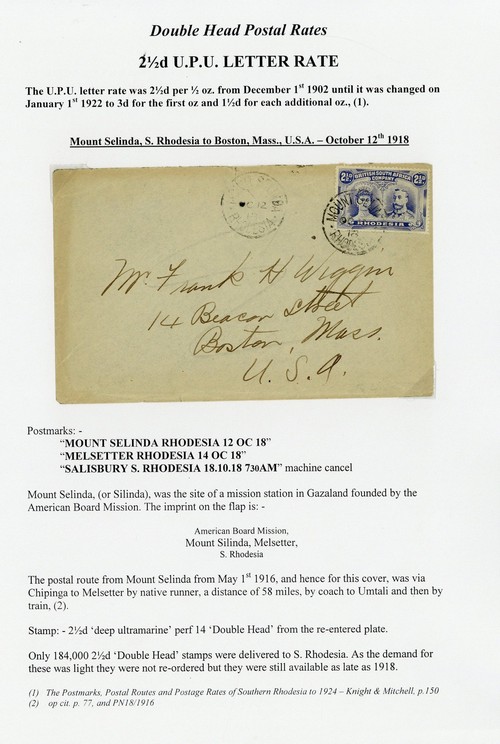 Double Head Postal Rates
2½d U.P.U. LETTER RATE
The U.P.U. letter rate was 2½d per ½ oz. from December 1st 1902 until it was changed on
January 1st 1922 to 3d for the first oz and 1½d for each additional oz., (1).
Mount Selinda, S. Rhodesia to Boston, Mass., U.S.A. – October 12th 1918
2½D 2½D
BRITISH SOUTH AFRICA
COMPANY
RHODESIA
MOUNT
RHODESIA
Mr. Frank H Wiggin
14 Beacon Street
Boston, Mass.
U. S. A.
Postmarks: -
“MOUNT SELINDA RHODESIA 12 OC 18”
“MELSETTER RHODESIA 14 OC 18”
“SALISBURY S. RHODESIA 18.10.18 730AM” machine cancel
Mount Selinda, (or Silinda), was the site of a mission station in Gazaland founded by the
American Board Mission. The imprint on the flap is: -
American Board Mission,
Mount Silinda, Melsetter,
S. Rhodesia
The postal route from Mount Selinda from May 1st 1916, and hence for this cover, was via
Chipinga to Melsetter by native runner, a distance of 58 miles, by coach to Umtali and then by
train, (2).
Stamp: - 2½d ‘deep ultramarine’ perf 14 ‘Double Head’ from the re-entered plate.
Only 184,000 2½d ‘Double Head’ stamps were delivered to S. Rhodesia. As the demand for
these was light they were not re-ordered but they were still available as late as 1918.
(1) The Postmarks, Postal Routes and Postage Rates of Southern Rhodesia to 1924 – Knight & Mitchell, p.150
(2) op cit. p. 77, and PN18/1916